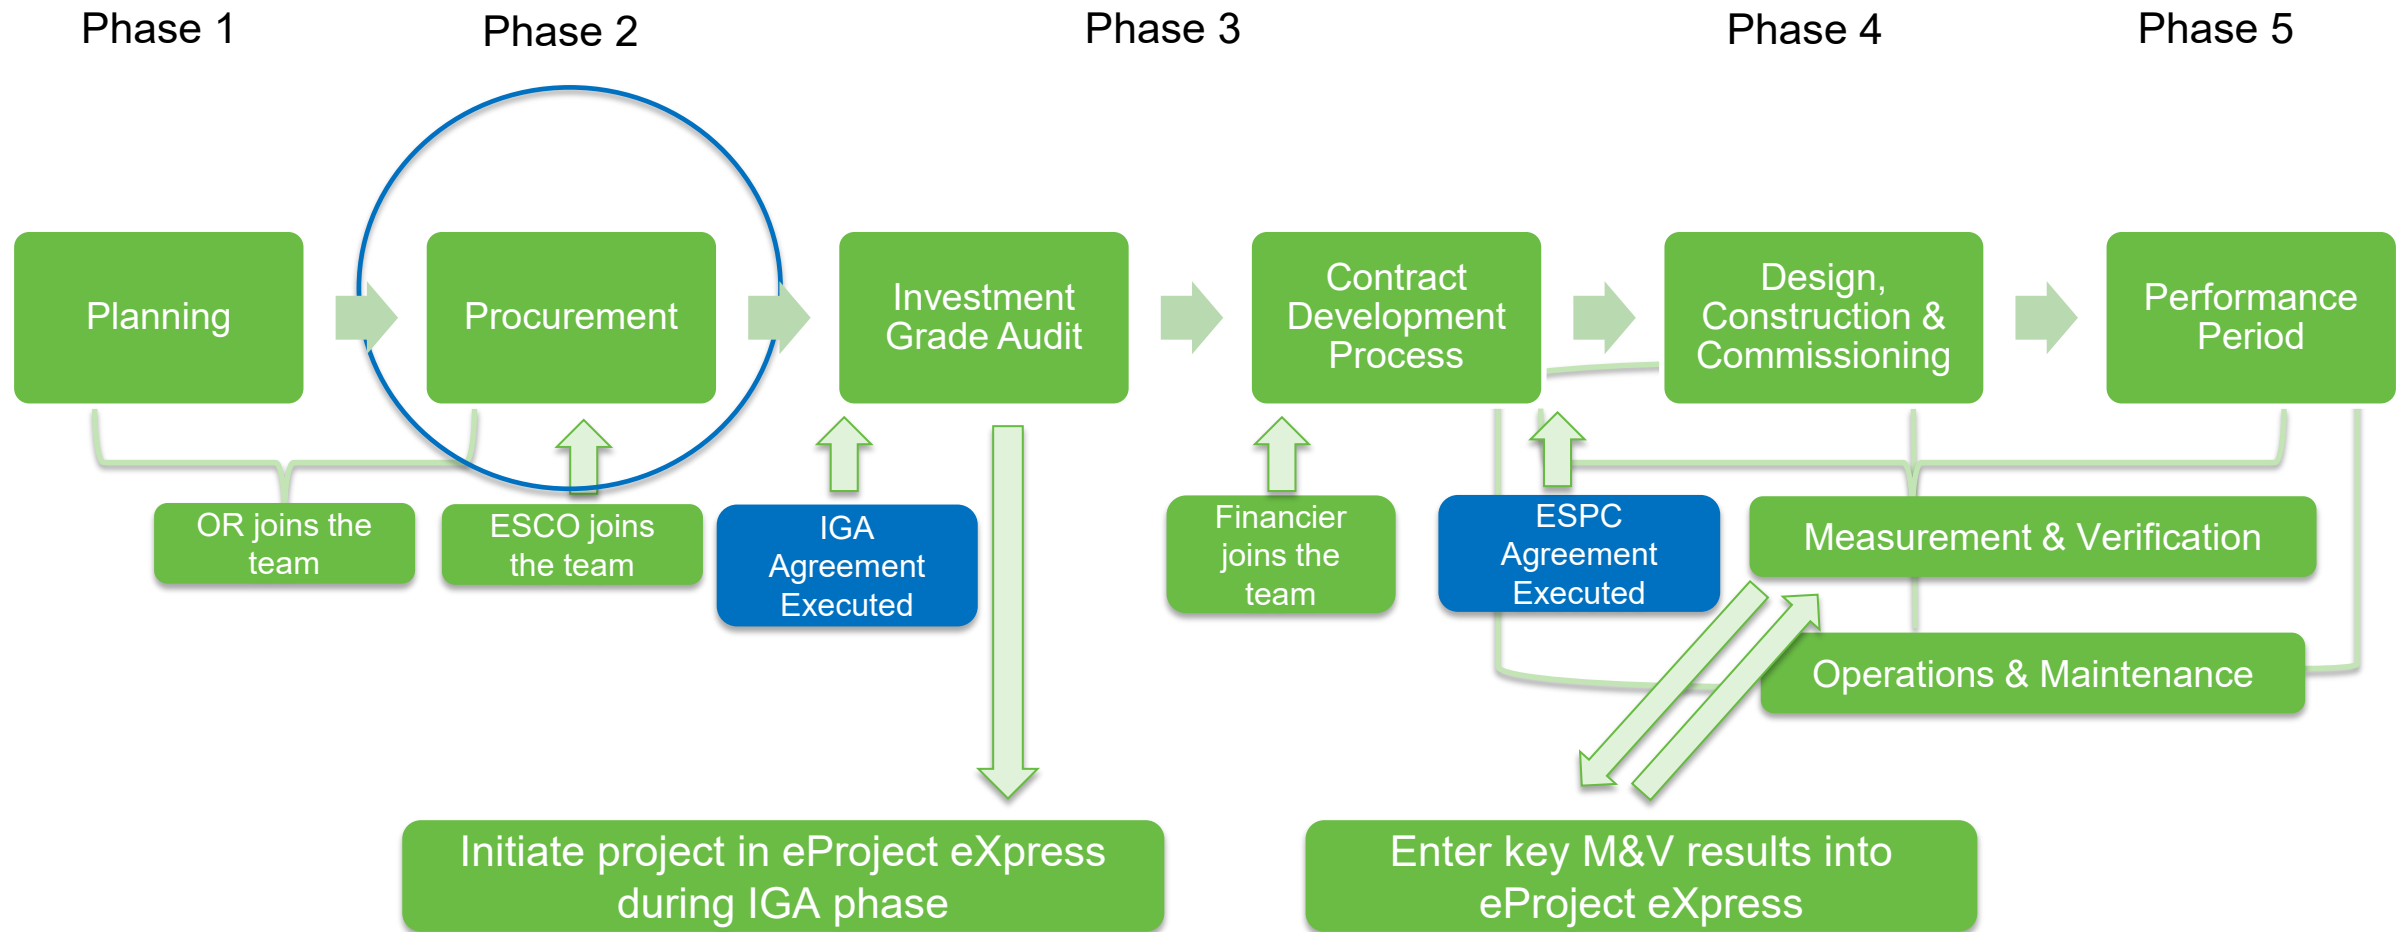 Phase 1
Phase 2
Phase 3
Phase 4
Phase 5
Planning
Procurement
Investment
Grade Audit
Contract
Development
Process
Design,
Construction &
Commissioning
Performance
Period
OR joins the
team
ESCO joins
the team
IGA
Agreement
Executed
Financier
joins the
team
ESPC
Agreement
Executed
Measurement & Verification
Operations & Maintenance
Initiate project in eProject eXpress
during IGA phase
Enter key M&V results into
eProject eXpress